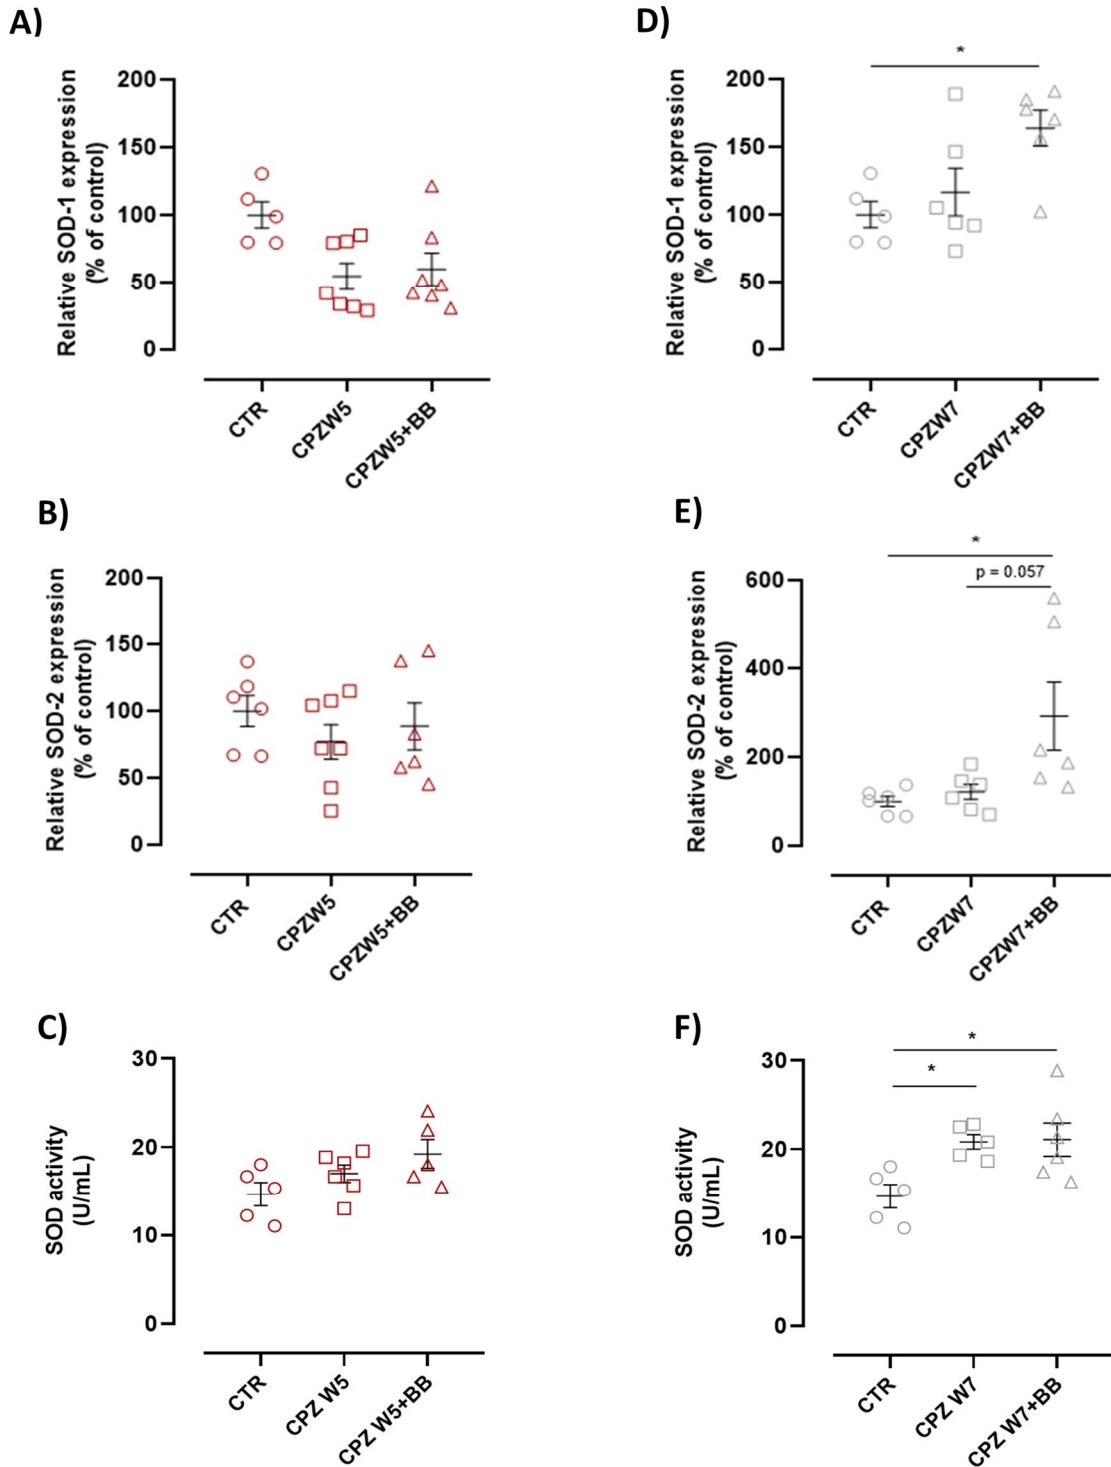 A)
Relative SOD-1 expression
(% of control)
200
150
100
50
0
CTR
CPZW5
CPZW5+BB
D)
Relative SOD-1 expression
(% of control)
200
150
100
50
0
*
CTR
CPZW7
CPZW7+BB
B)
Relative SOD-2 expression
(% of control)
200
150
100
50
0
CTR
CPZW5
CPZW5+BB
E)
Relative SOD-2 expression
(% of control)
600
400
200
0
*
p = 0.057
CTR
CPZW7
CPZW7+BB
C)
SOD activity
(U/mL)
30
20
10
0
CTR
CPZ W5
CPZ W5+BB
F)
SOD activity
(U/mL)
30
20
10
0
*
*
CTR
CPZ W7
CPZ W7+BB